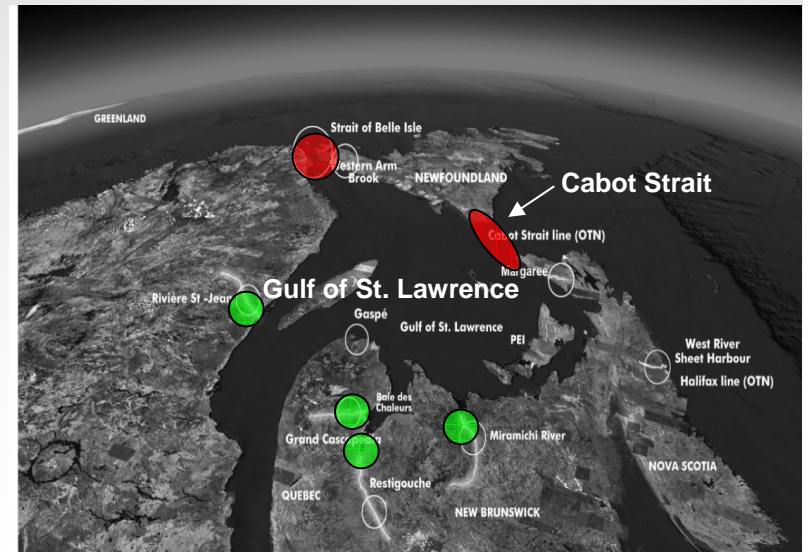 GREENLAND
Strait of Belle Isle
Western Arm
Brook
NEWFOUNDLAND
Cabot Strait
Cabot Strait line (OTN)
Margaree
Rivière St -Jean
Gulf of St. Lawrence
Gaspé
Gulf of St. Lawrence
PEI
West River
Sheet Harbour
Halifax line (OTN)
Baie des
Chaleurs
Grand Cascapedia
Miramichi River
Restigouche
NOVA SCOTIA
QUEBEC
NEW BRUNSWICK